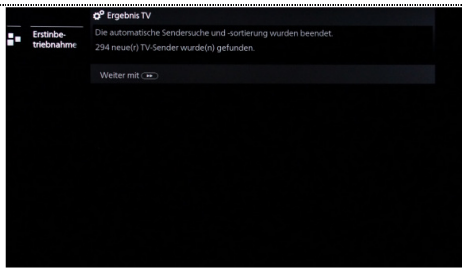 Ergebnis TV
Erstinbe-
triebnahme
Die automatische Sendersuche und -sortierung wurden beendet.
294 neue(r) TV-Sender wurde(n) gefunden.
Weiter mit